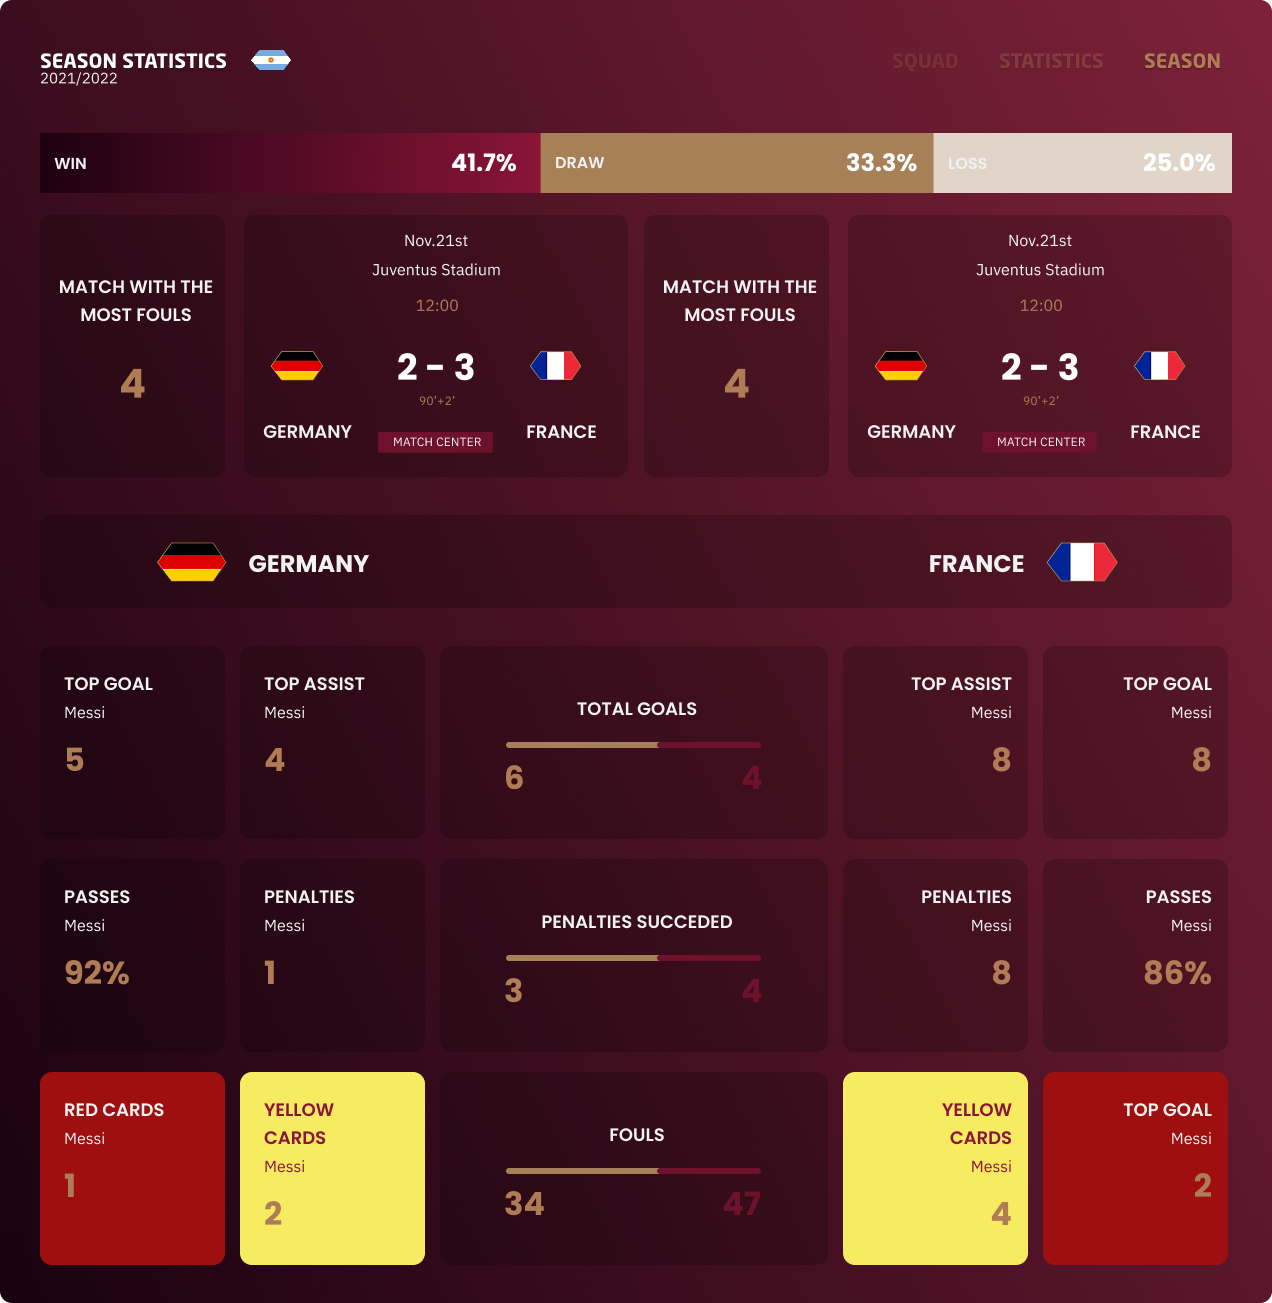 SEASON STATISTICS
2021/2022
SQUAD STATISTICS SEASON
WIN 41.7% DRAW 33.3% LOSS 25.0%
MATCH WITH THE
MOST FOULS
4
Nov.21st
Juventus Stadium
12:00
2 - 3
90'+2'
GERMANY
MATCH CENTER
FRANCE
MATCH WITH THE
MOST FOULS
4
Nov.21st
Juventus Stadium
12:00
2 - 3
90'+2'
GERMANY
MATCH CENTER
FRANCE
GERMANY FRANCE
TOP GOAL
Messi
5
TOP ASSIST
Messi
4
TOTAL GOALS
6 4
TOP ASSIST
Messi
8
TOP GOAL
Messi
8
PASSES
Messi
92%
PENALTIES
Messi
1
PENALTIES SUCCEDED
3 4
PENALTIES
Messi
8
PASSES
Messi
86%
RED CARDS
Messi
1
YELLOW
CARDS
Messi
2
FOULS
34 47
YELLOW
CARDS
Messi
4
TOP GOAL
Messi
2